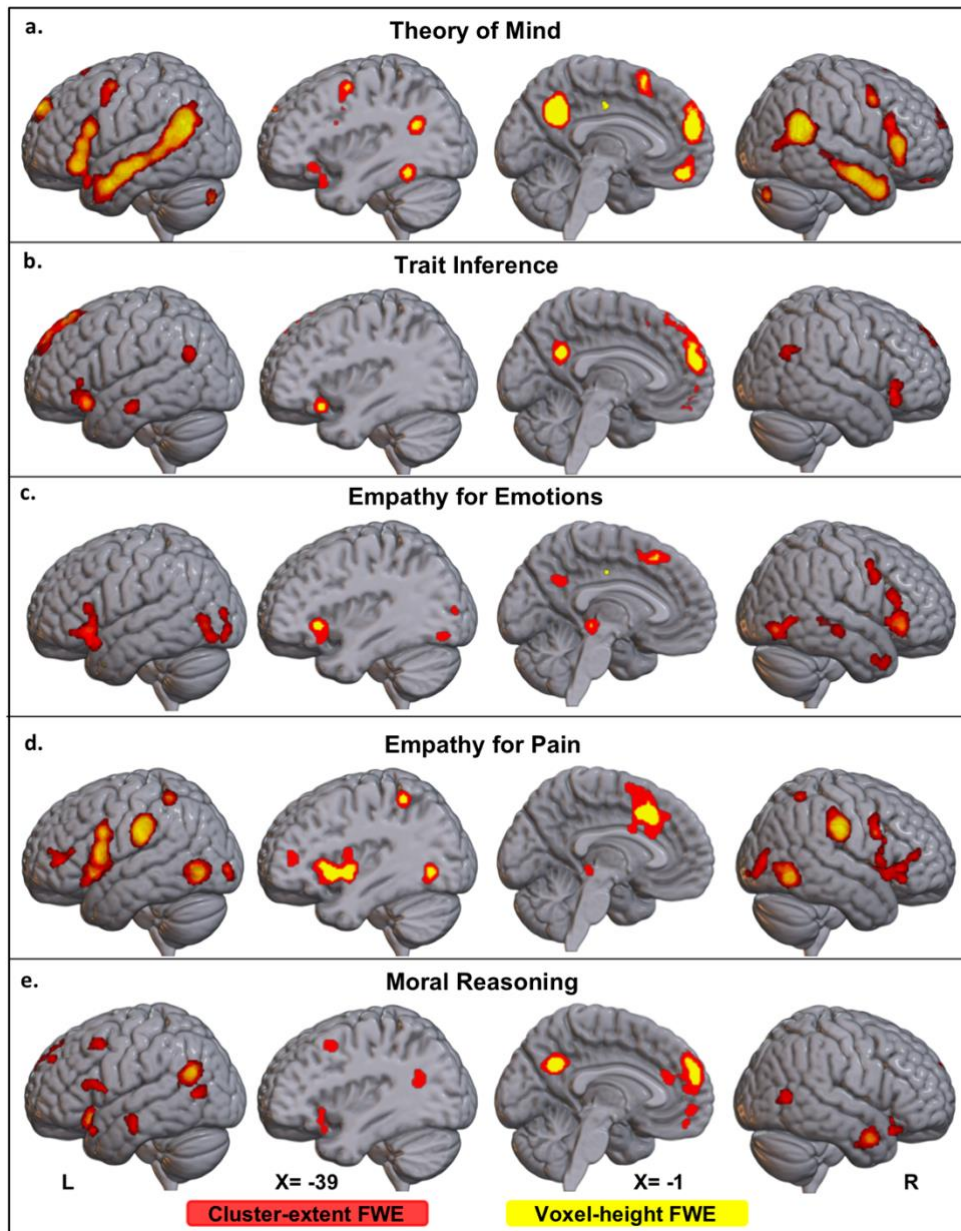 a.
Theory of Mind
b.
Trait Inference
c.
Empathy for Emotions
d.
Empathy for Pain
e.
Moral Reasoning
L X= -39 X= -1 R
Cluster-extent FWE Voxel-height FWE